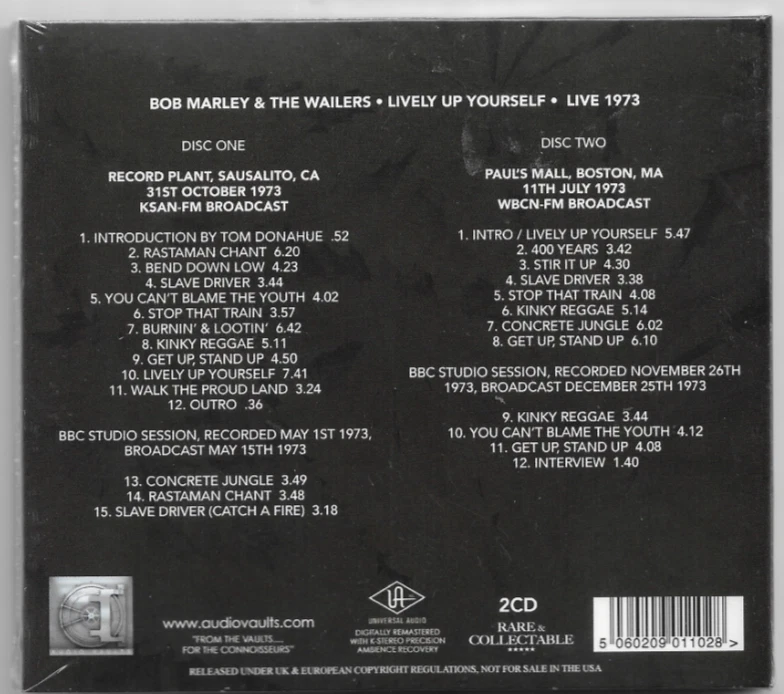 BOB MARLEY & THE WAILERS • LIVELY UP YOURSELF • LIVE 1973
DISC ONE
RECORD PLANT, SAUSALITO, CA
31ST OCTOBER 1973
KSAN-FM BROADCAST
1. INTRODUCTION BY TOM DONAHUE .52
2. RASTAMAN CHANT 6.20
3. BEND DOWN LOW 4.23
4. SLAVE DRIVER 3.44
5. YOU CAN'T BLAME THE YOUTH 4.02
6. STOP THAT TRAIN 3.57
7. BURNIN' & LOOTIN' 6.42
8. KINKY REGGAE 5.11
9. GET UP, STAND UP 4.50
10. LIVELY UP YOURSELF 7.41
11. WALK THE PROUD LAND 3.24
12. OUTRO .36
BBC STUDIO SESSION, RECORDED MAY 1ST 1973,
BROADCAST MAY 15TH 1973
13. CONCRETE JUNGLE 3.49
14. RASTAMAN CHANT 3.48
15. SLAVE DRIVER (CATCH A FIRE) 3.18
DISC TWO
PAUL'S MALL, BOSTON, MA
11TH JULY 1973
WBCN-FM BROADCAST
1. INTRO / LIVELY UP YOURSELF 5.47
2. 400 YEARS 3.42
3. STIR IT UP 4.30
4. SLAVE DRIVER 3.38
5. STOP THAT TRAIN 4.08
6. KINKY REGGAE 5.14
7. CONCRETE JUNGLE 6.02
8. GET UP, STAND UP 6.10
BBC STUDIO SESSION, RECORDED NOVEMBER 26TH
1973, BROADCAST DECEMBER 25TH 1973
9. KINKY REGGAE 3.44
10. YOU CAN'T BLAME THE YOUTH 4.12
11. GET UP, STAND UP 4.08
12. INTERVIEW 1.40
www.audiovaults.com
"FROM THE VAULTS....
FOR THE CONNOISSEURS"
UA
UNIVERSAL AUDIO
DIGITALLY REMASTERED
WITH K-STEREO PRECISION
AMBIENCE RECOVERY
2CD
RARE &
COLLECTABLE
*****
5 060209 011028 >
RELEASED UNDER UK & EUROPEAN COPYRIGHT REGULATIONS, NOT FOR SALE IN THE USA